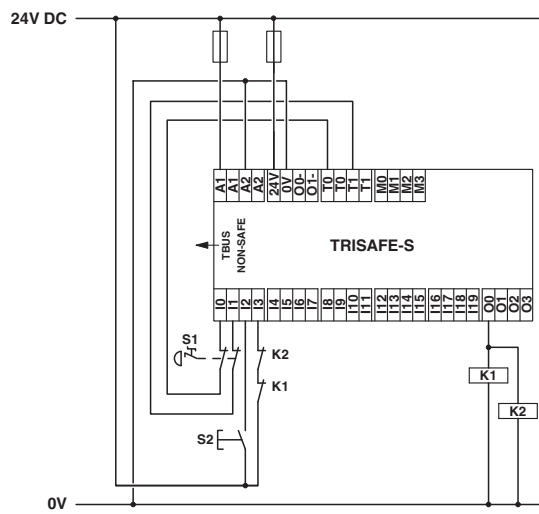 24V DC
A1 A1 A2 A2 24V 0V O0- O1- T0 T0 T1 T1 M0 M1 M2 M3
TBUS
NON-SAFE
TRISAFE-S
I0 I1 I2 I3 I4 I5 I6 I7 I8 I9 I10 I11 I12 I13 I14 I15 I16 I17 I18 I19 O0 O1 O2 O3
S1
K2
K1
K1
K2
S2
0V